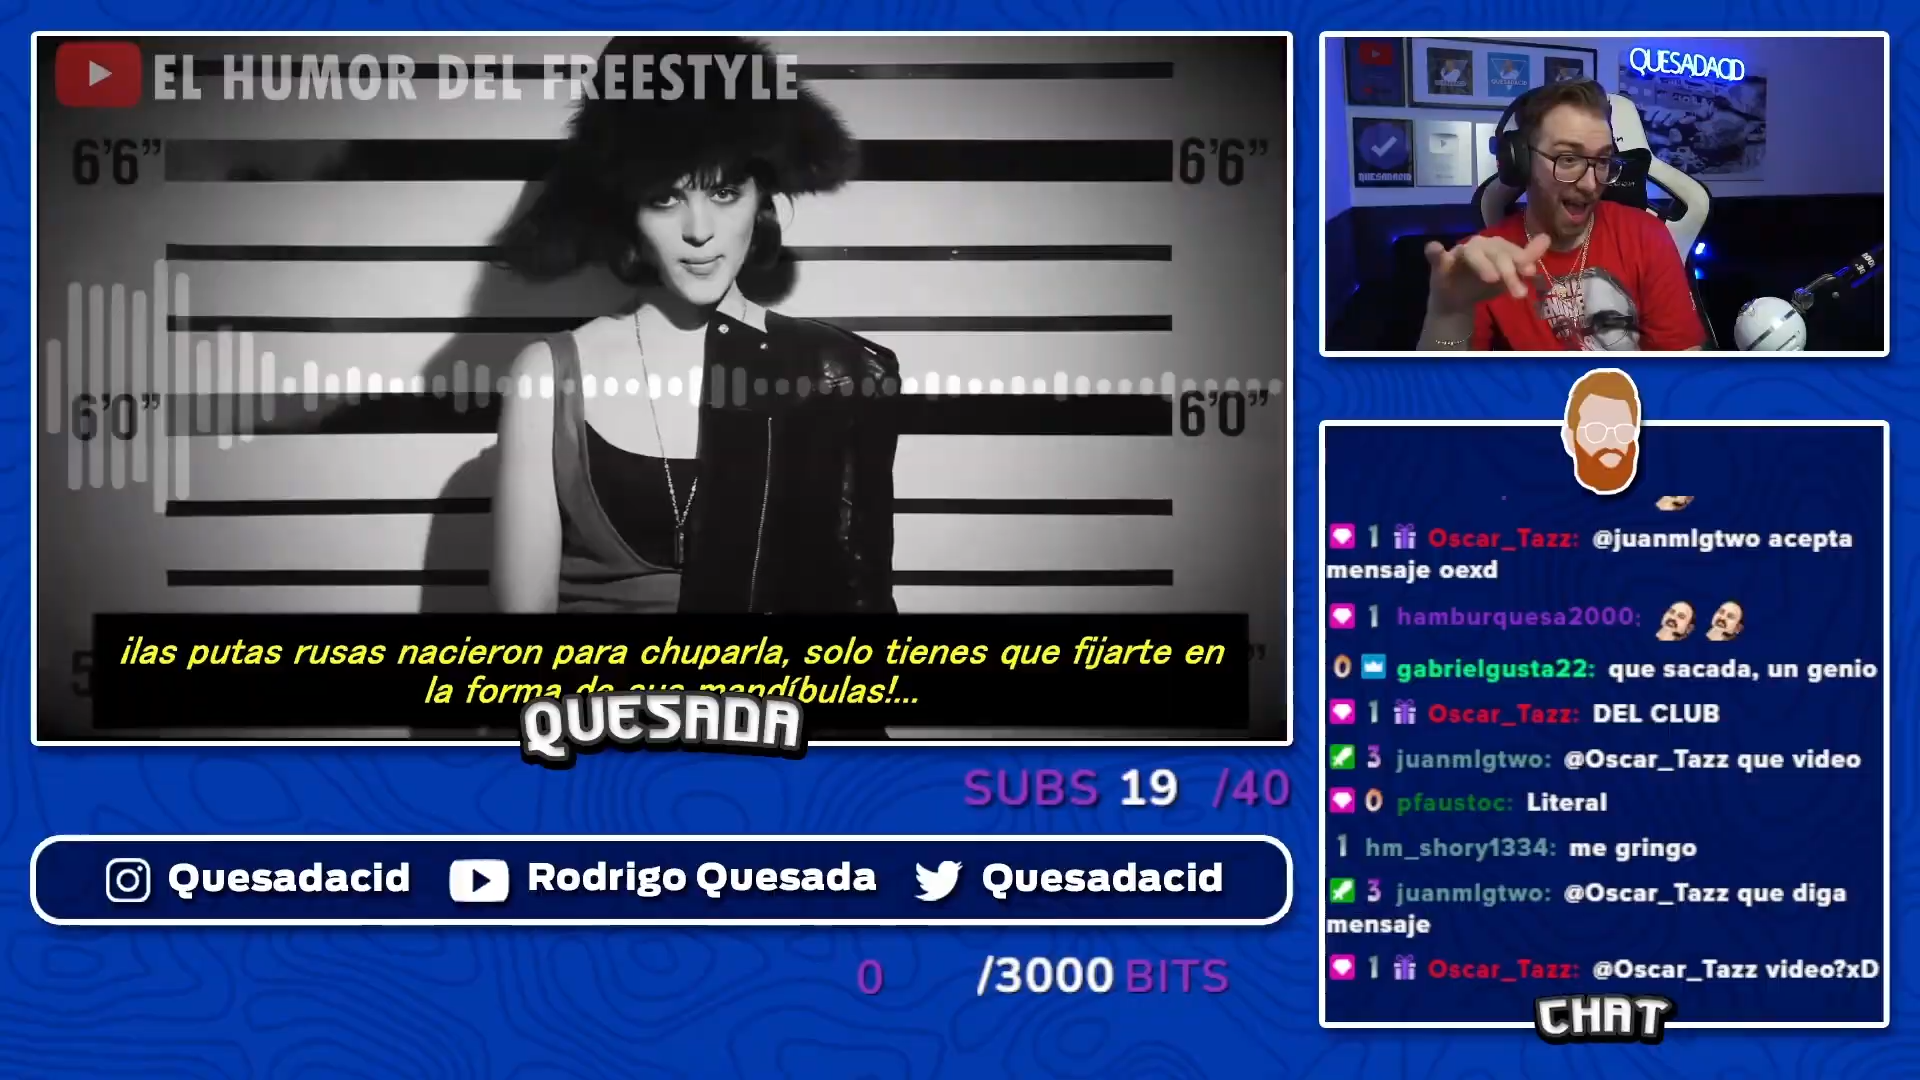 EL HUMOR DEL FREESTYLE
6'6”
6'6”
6'0”
6'0”
¡las putas rusas nacieron para chuparla, solo tienes que fijarte en
la forma de sus mandíbulas!...
QUESADA
SUBS 19 /40
Quesadacid
Rodrigo Quesada
Quesadacid
0 /3000 BITS
QUESADACID
QUESADACID
1 Oscar_Tazz: @juanmlgtwo acepta
mensaje oexd
1 hamburquesa2000:
0 gabrielgusta22: que sacada, un genio
1 Oscar_Tazz: DEL CLUB
3 juanmlgtwo: @Oscar_Tazz que video
0 pfaustoc: Literal
1 hm_shory1334: me gringo
3 juanmlgtwo: @Oscar_Tazz que diga
mensaje
1 Oscar_Tazz: @Oscar_Tazz video?xD
CHAT